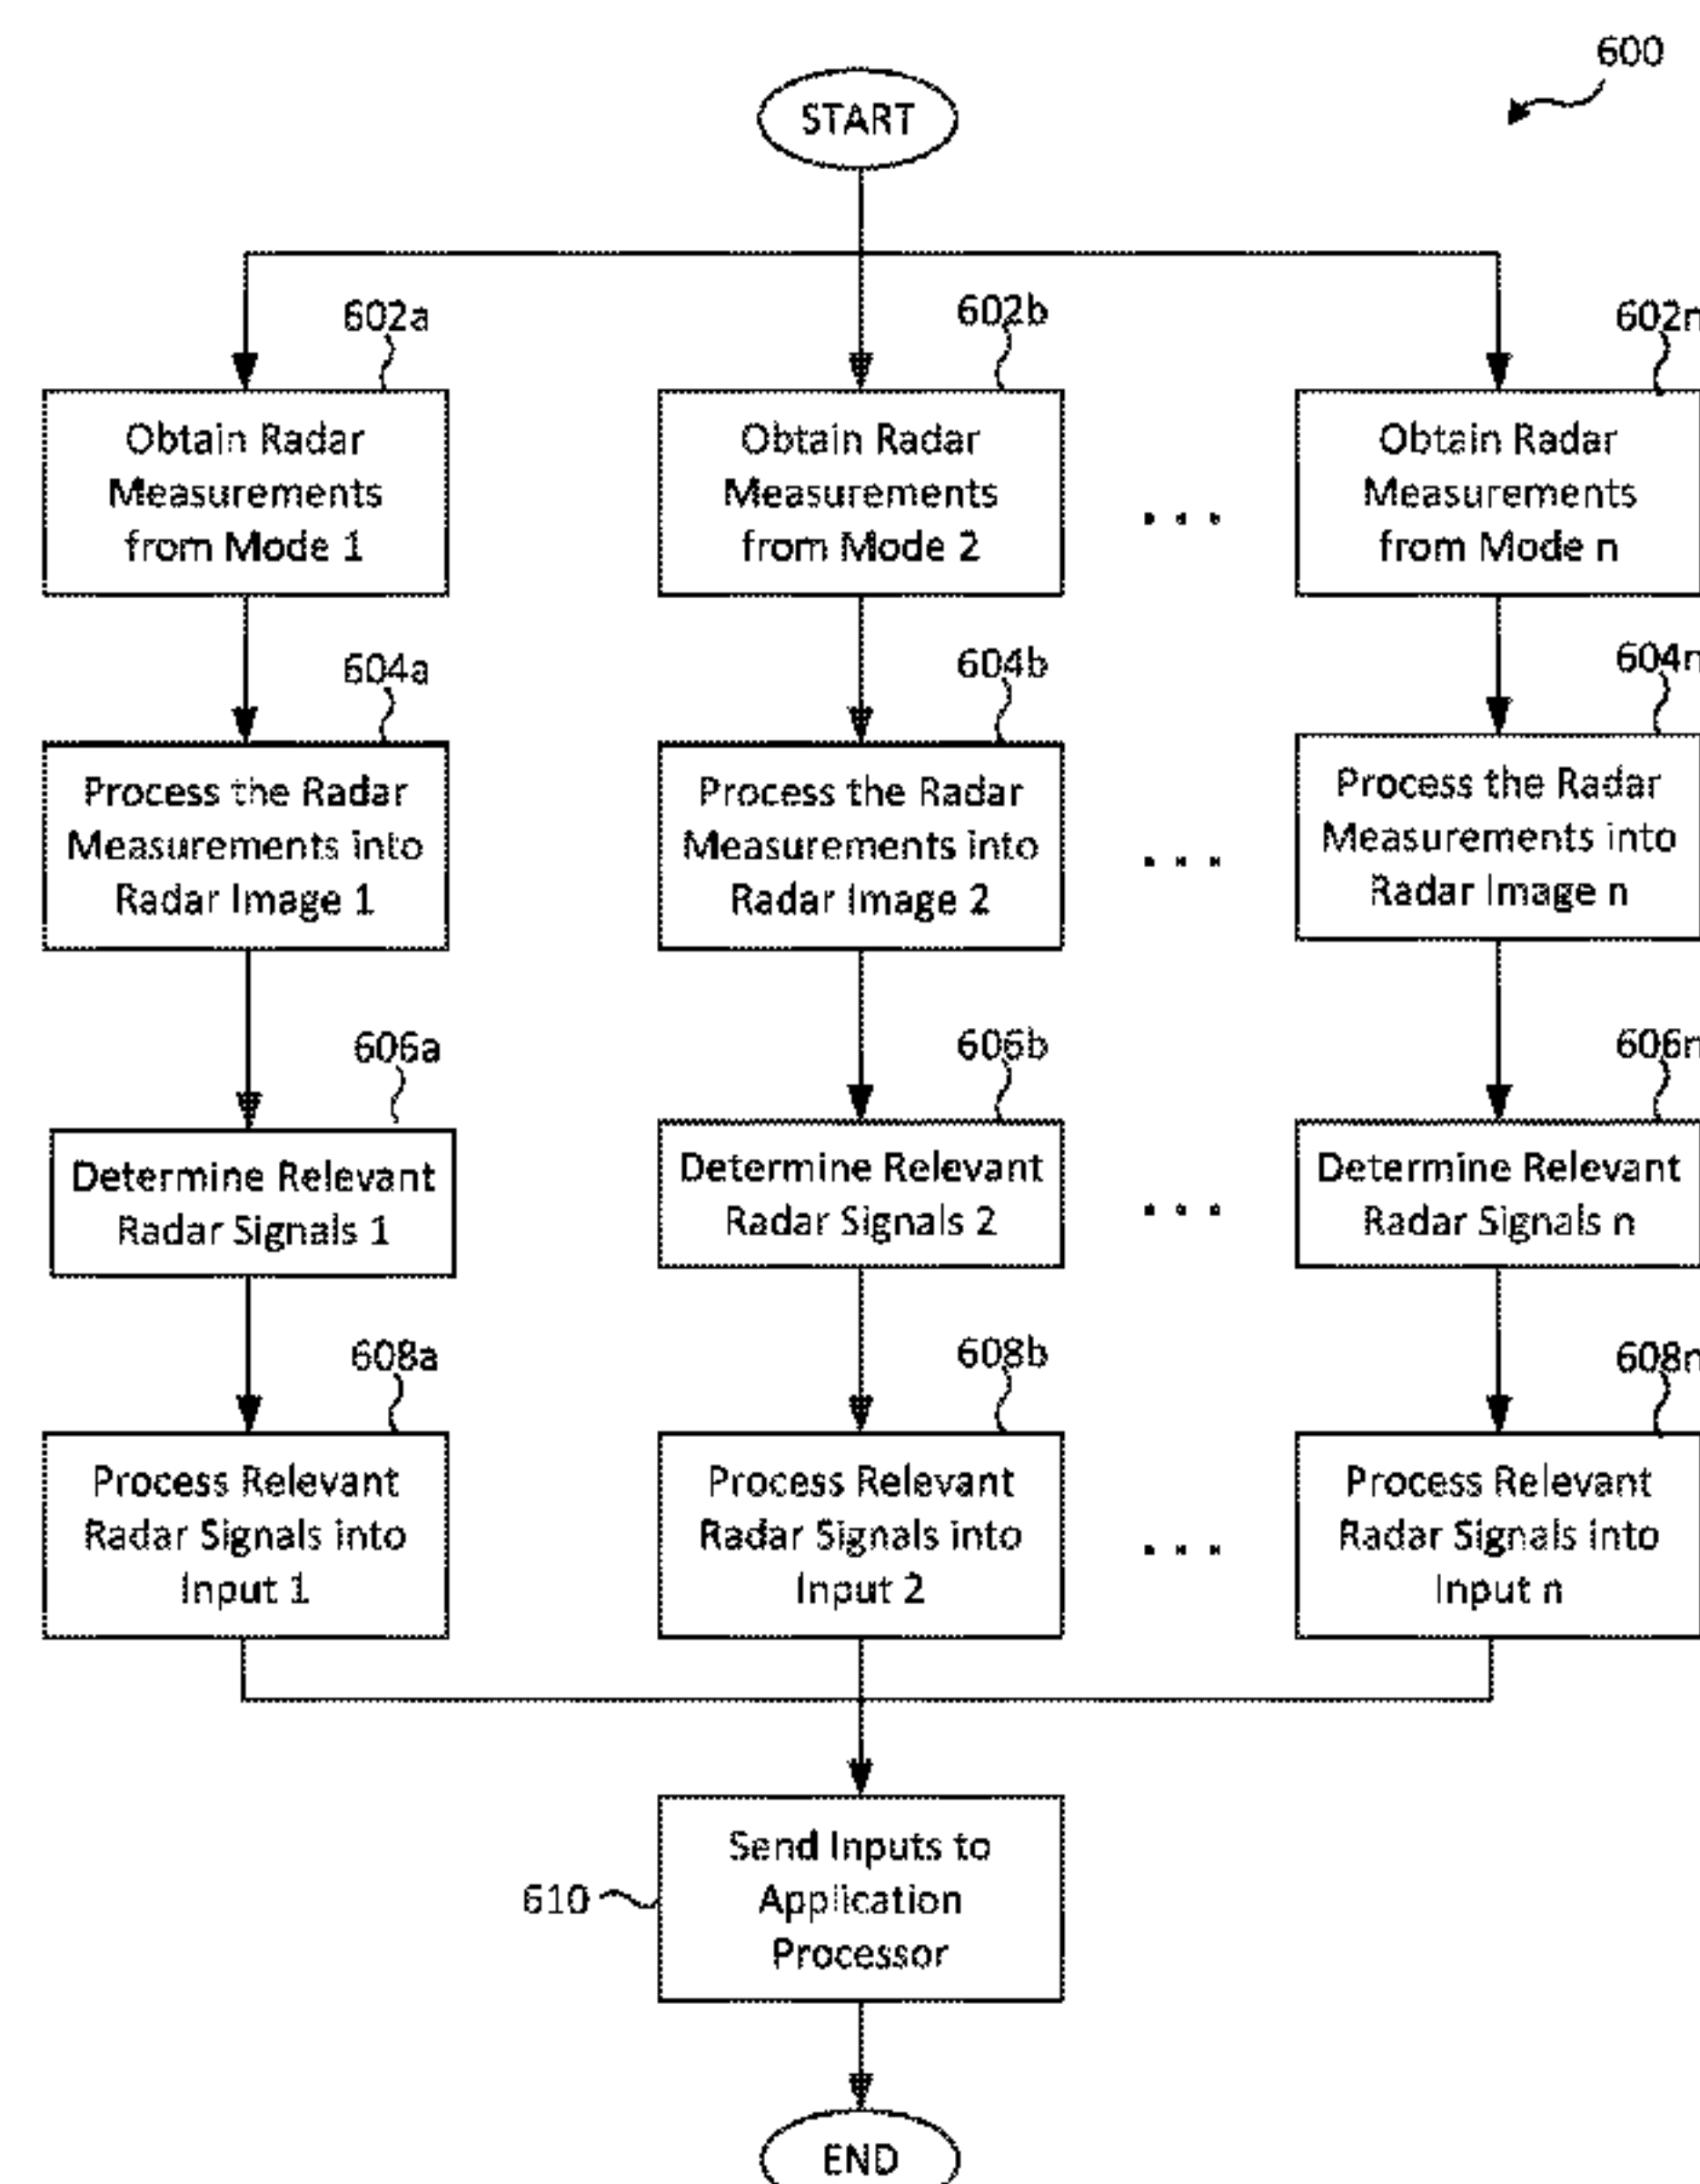 600
START
602a
602b
602n
Obtain Radar
Measurements
from Mode 1
Obtain Radar
Measurements
from Mode 2
. . .
Obtain Radar
Measurements
from Mode n
604a
604b
604n
Process the Radar
Measurements into
Radar Image 1
Process the Radar
Measurements into
Radar Image 2
. . .
Process the Radar
Measurements into
Radar Image n
606a
606b
606n
Determine Relevant
Radar Signals 1
Determine Relevant
Radar Signals 2
. . .
Determine Relevant
Radar Signals n
608a
608b
608n
Process Relevant
Radar Signals into
Input 1
Process Relevant
Radar Signals into
Input 2
. . .
Process Relevant
Radar Signals into
Input n
610
Send Inputs to
Application
Processor
END